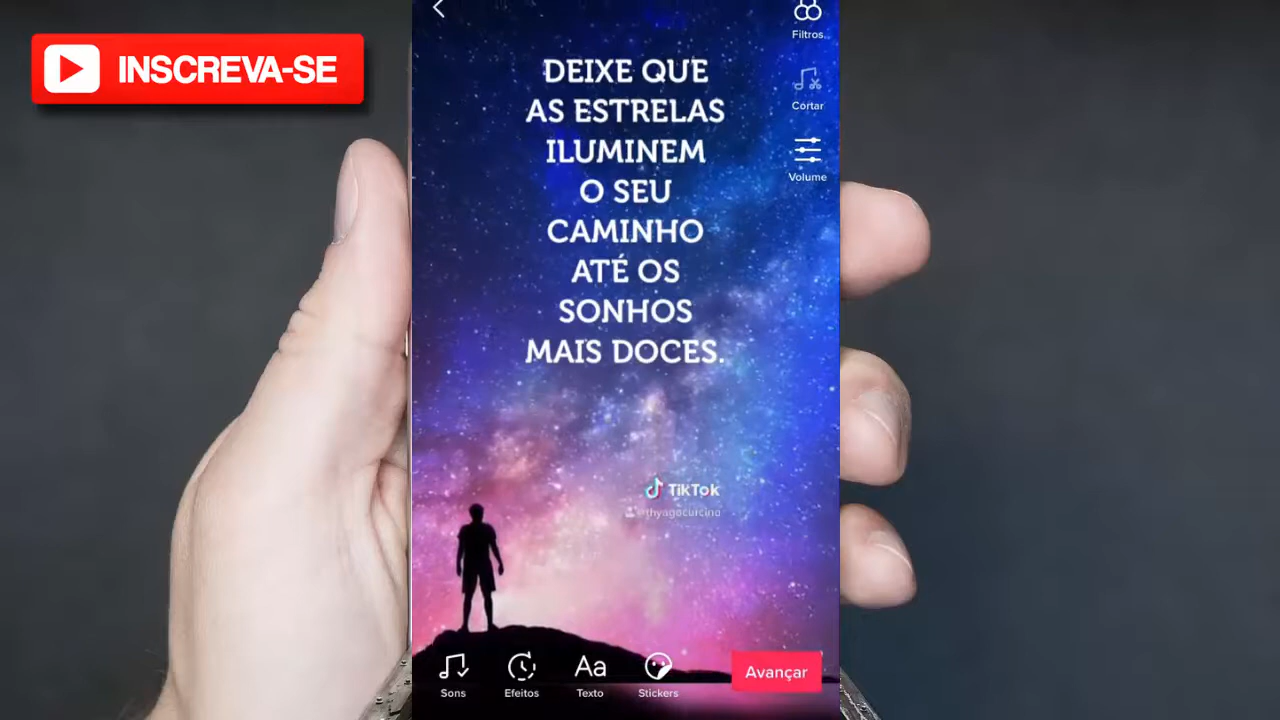 INSCREVA-SE
Filtros
DEIXE QUE
AS ESTRELAS
ILUMINEM
O SEU
CAMINHO
ATÉ OS
SONHOS
MAIS DOCES.
Cortar
Volume
TikTok
@thyagocurcino
Sons
Efeitos
Aa
Texto
Stickers
Avançar